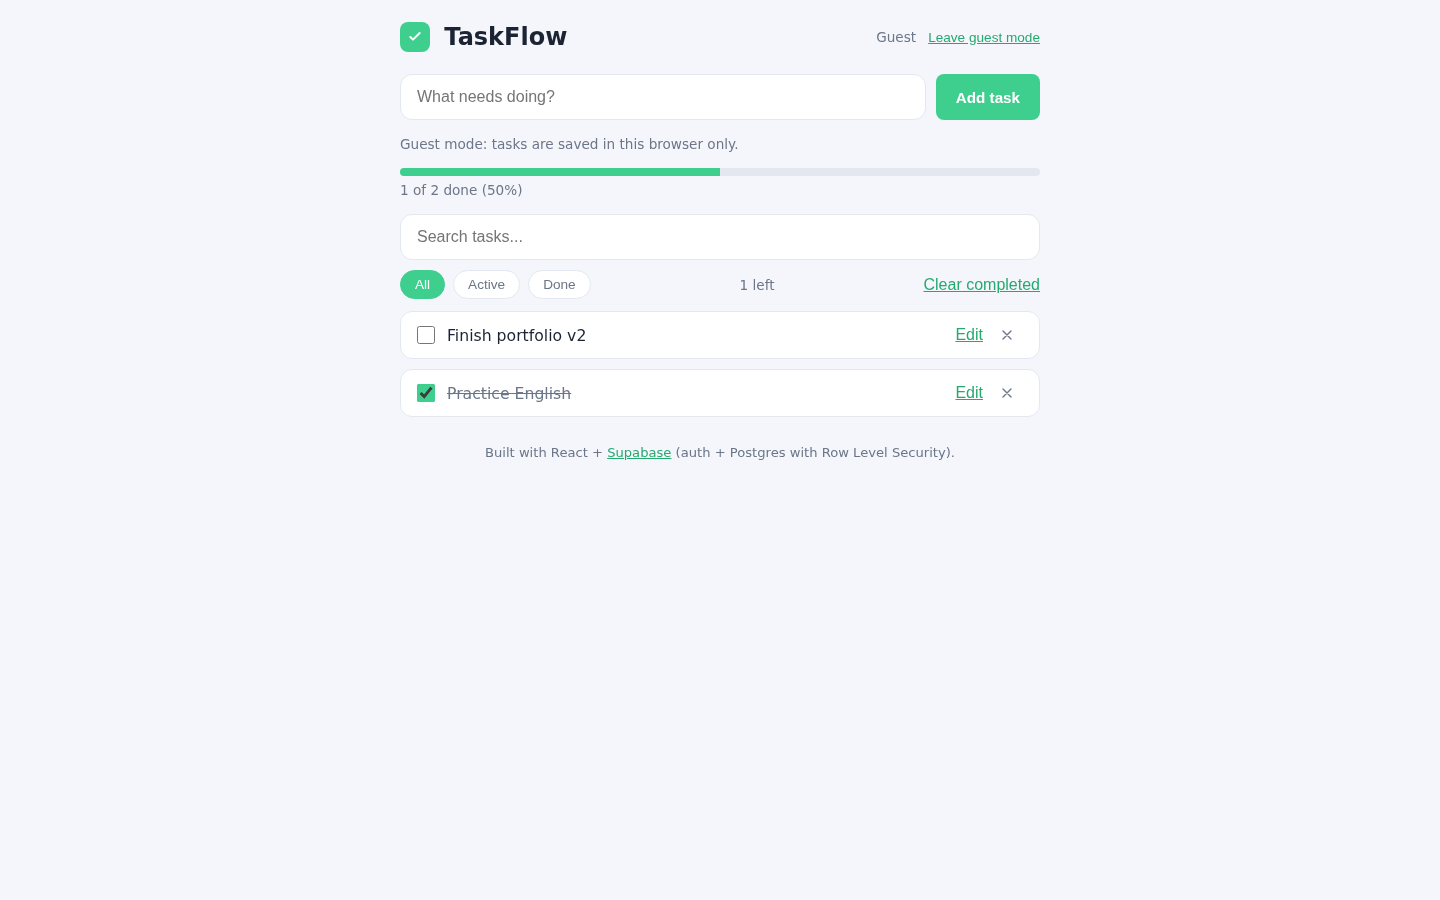 TaskFlow
Guest Leave guest mode
What needs doing?
Add task
Guest mode: tasks are saved in this browser only.
1 of 2 done (50%)
Search tasks...
All Active Done 1 left Clear completed
Finish portfolio v2 Edit ×
Practice English Edit ×
Built with React + Supabase (auth + Postgres with Row Level Security).